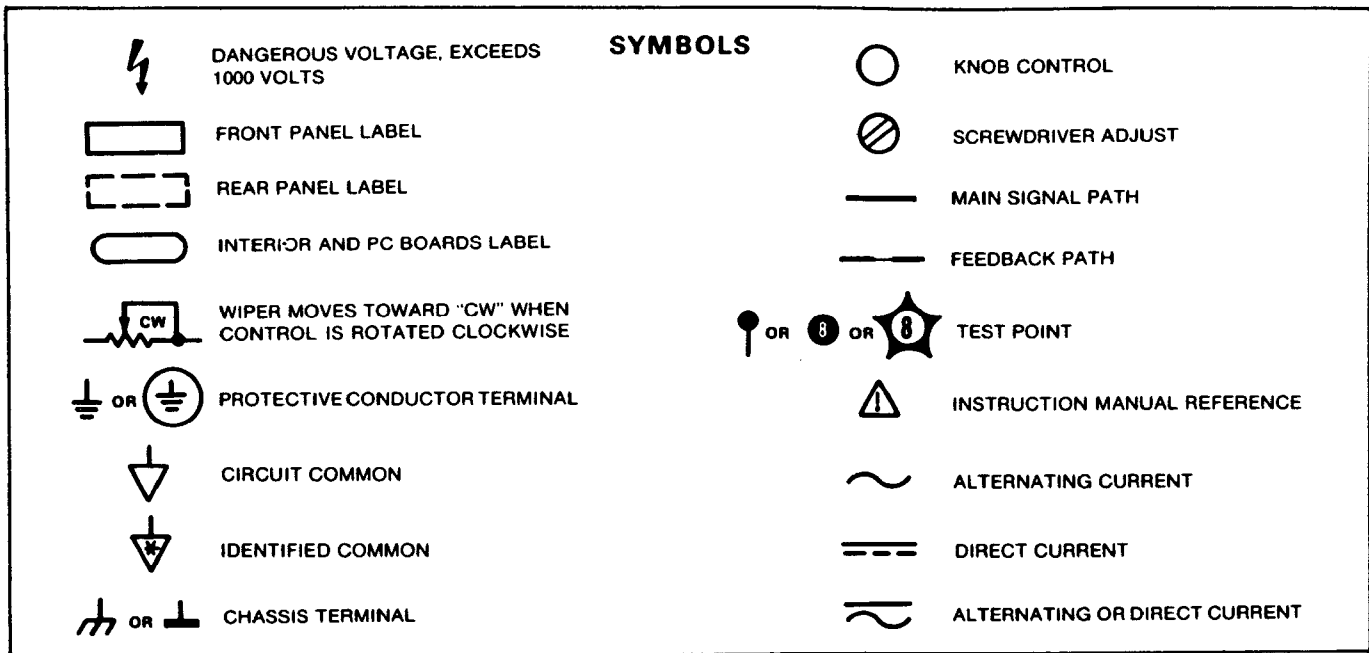 SYMBOLS
DANGEROUS VOLTAGE, EXCEEDS
1000 VOLTS
FRONT PANEL LABEL
REAR PANEL LABEL
INTERIOR AND PC BOARDS LABEL
CW
WIPER MOVES TOWARD "CW" WHEN
CONTROL IS ROTATED CLOCKWISE
OR
PROTECTIVE CONDUCTOR TERMINAL
CIRCUIT COMMON
*
IDENTIFIED COMMON
OR
CHASSIS TERMINAL
KNOB CONTROL
SCREWDRIVER ADJUST
MAIN SIGNAL PATH
FEEDBACK PATH
OR 8 OR 8 TEST POINT
! INSTRUCTION MANUAL REFERENCE
ALTERNATING CURRENT
DIRECT CURRENT
ALTERNATING OR DIRECT CURRENT